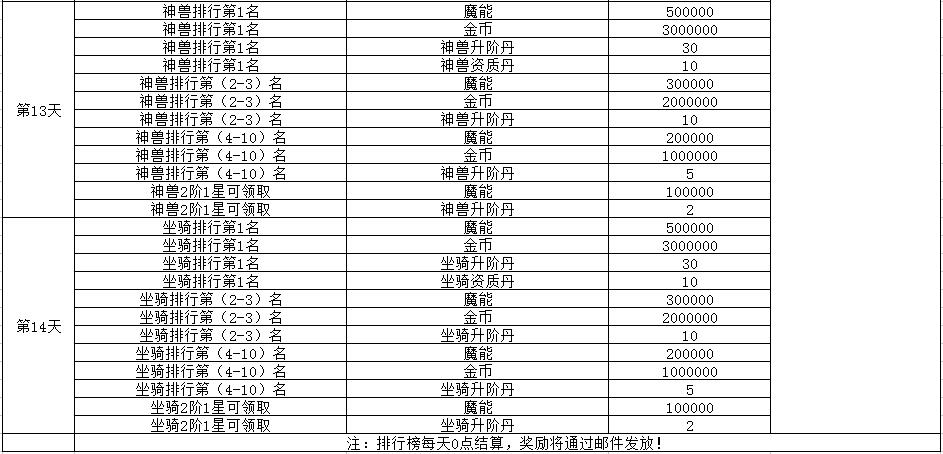 神兽排行第1名 魔能 500000
神兽排行第1名 金币 3000000
神兽排行第1名 神兽升阶丹 30
神兽排行第1名 神兽资质丹 10
神兽排行第（2-3）名 魔能 300000
第13天 神兽排行第（2-3）名 金币 2000000
神兽排行第（2-3）名 神兽升阶丹 10
神兽排行第（4-10）名 魔能 200000
神兽排行第（4-10）名 金币 1000000
神兽排行第（4-10）名 神兽升阶丹 5
神兽2阶1星可领取 魔能 100000
神兽2阶1星可领取 神兽升阶丹 2
坐骑排行第1名 魔能 500000
坐骑排行第1名 金币 3000000
坐骑排行第1名 坐骑升阶丹 30
坐骑排行第1名 坐骑资质丹 10
坐骑排行第（2-3）名 魔能 300000
第14天 坐骑排行第（2-3）名 金币 2000000
坐骑排行第（2-3）名 坐骑升阶丹 10
坐骑排行第（4-10）名 魔能 200000
坐骑排行第（4-10）名 金币 1000000
坐骑排行第（4-10）名 坐骑升阶丹 5
坐骑2阶1星可领取 魔能 100000
坐骑2阶1星可领取 坐骑升阶丹 2
注：排行榜每天0点结算，奖励将通过邮件发放！